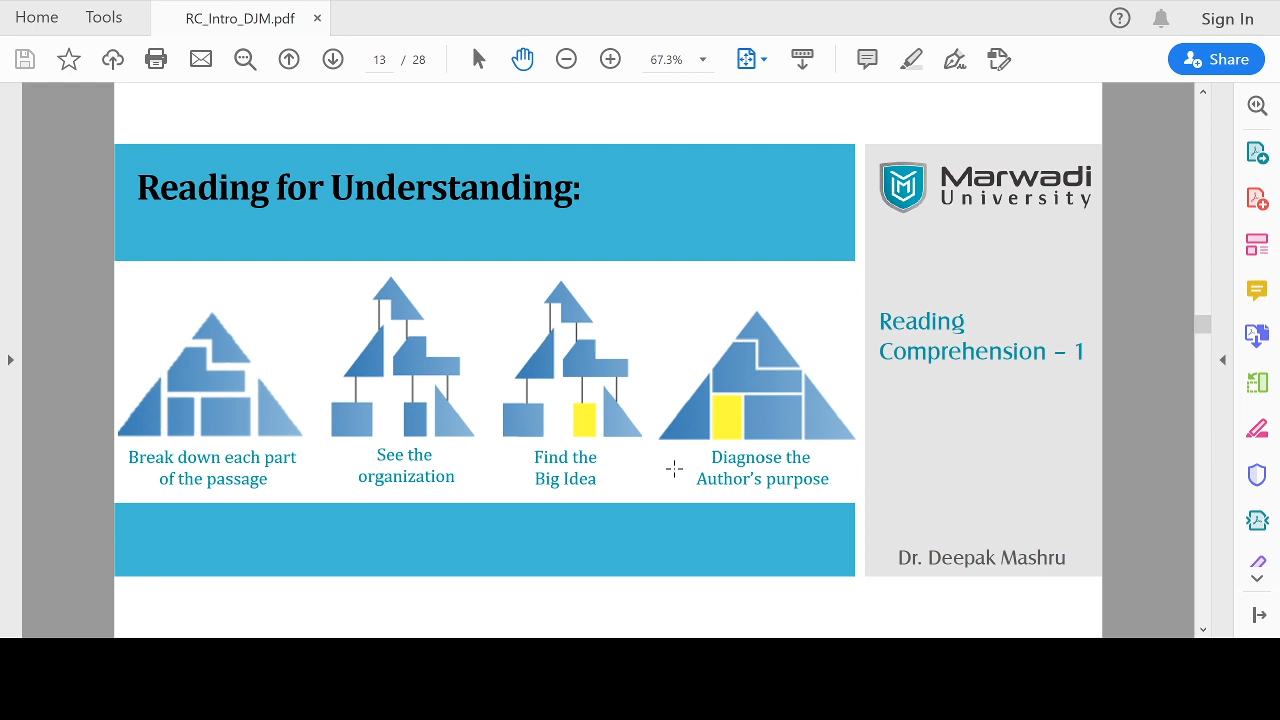 Home
Tools
RC_Intro_DJM.pdf
×
?
Sign In
13 / 28
67.3%
Share
Reading for Understanding:
Marwadi
University
Reading
Comprehension – 1
Break down each part
of the passage
See the
organization
Find the
Big Idea
Diagnose the
Author’s purpose
Dr. Deepak Mashru